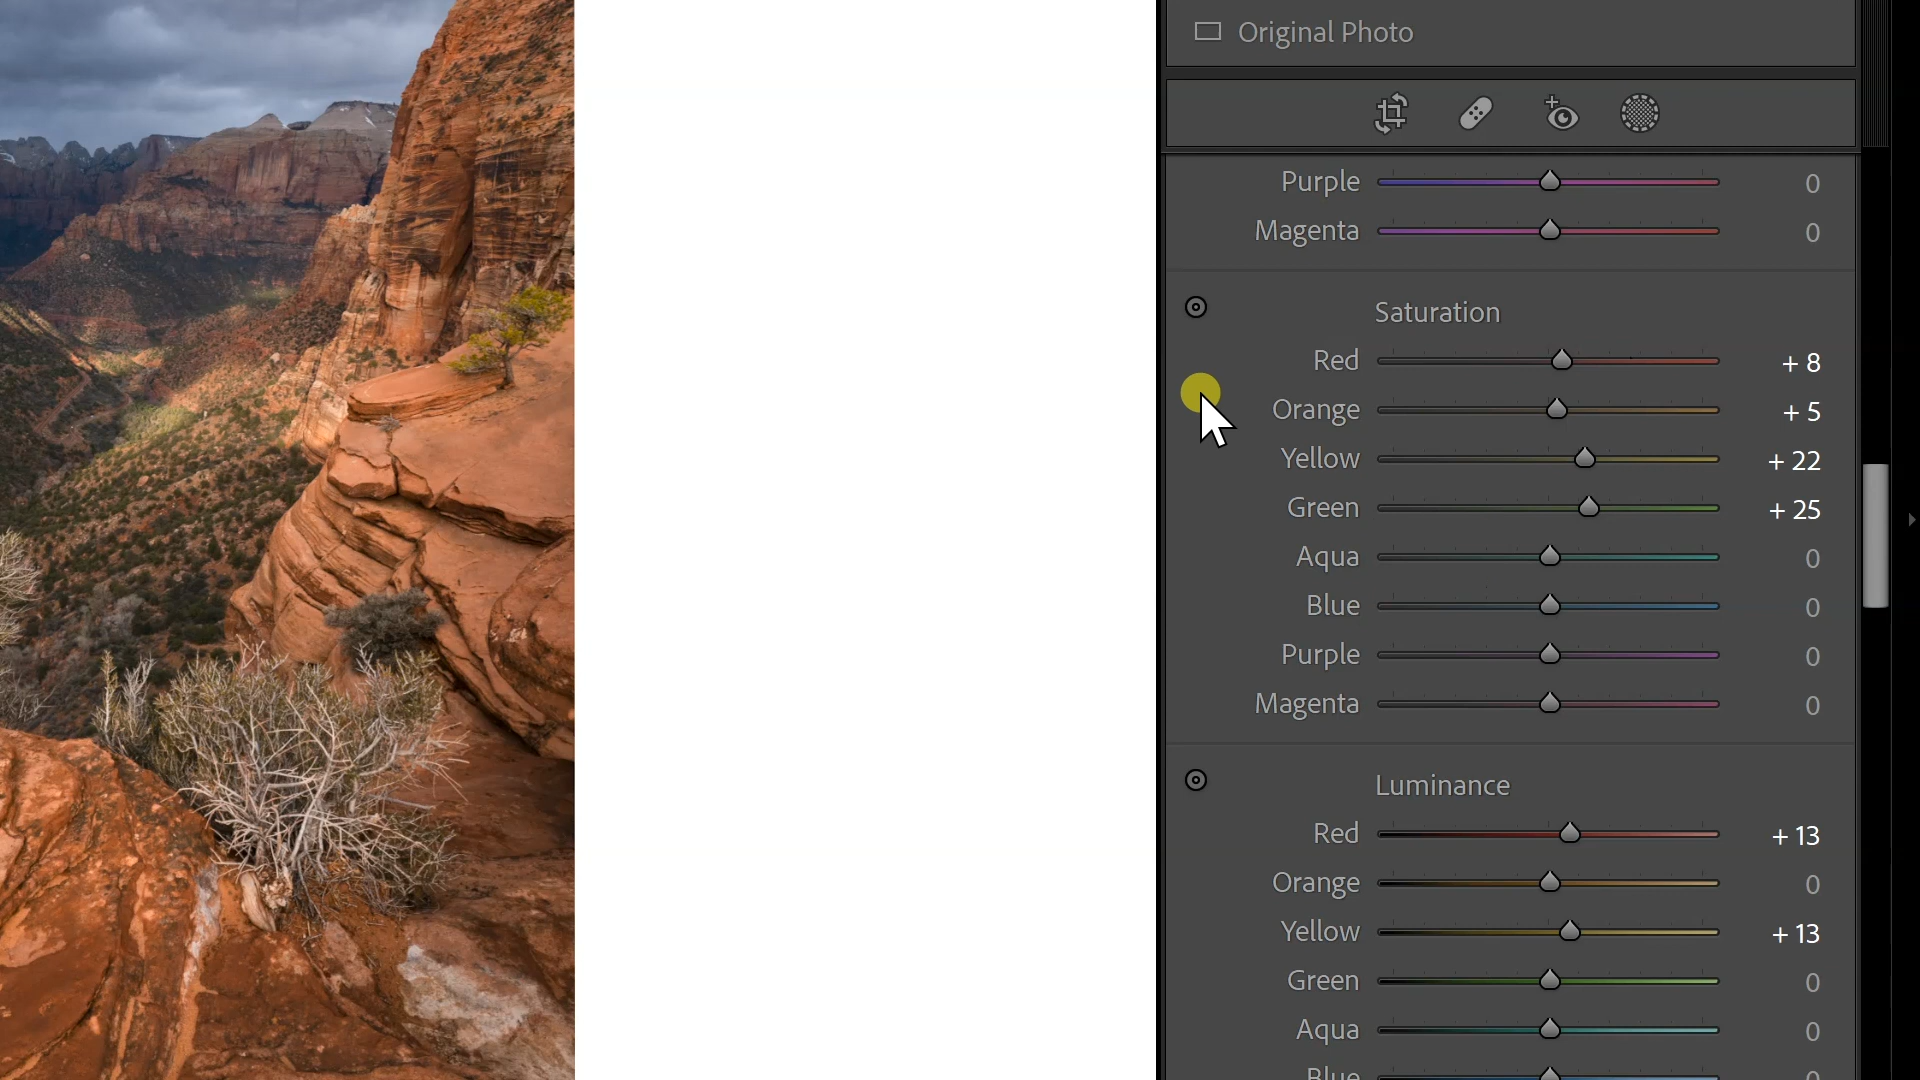 Original Photo
Purple 0
Magenta 0
Saturation
Red + 8
Orange + 5
Yellow + 22
Green + 25
Aqua 0
Blue 0
Purple 0
Magenta 0
Luminance
Red + 13
Orange 0
Yellow + 13
Green 0
Aqua 0
Blue 0